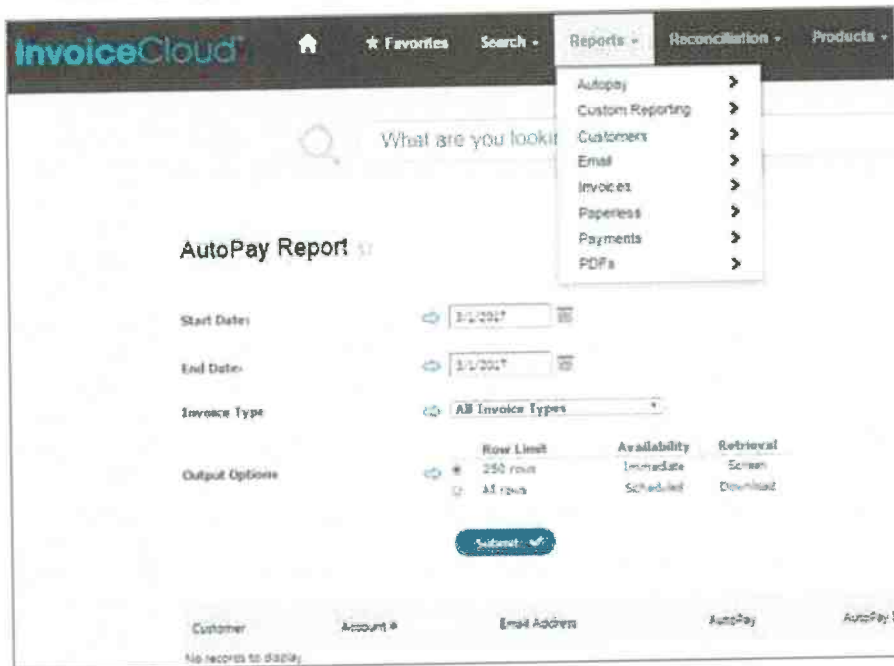 InvoiceCloud
★ Favorites Search Reports Reconciliation Products
Autopay
Custom Reporting
Customers
Email
Invoices
Paperless
Payments
PDFs
What are you looki
AutoPay Report
Start Date:
End Date:
Invoice Type All Invoice Types
Row Limit Availability Retrieval
Output Options 250 rows Immediate Screen
All rows Scheduled Download
Submit
Customer Account # Email Address AutoPay AutoPay
No records to display